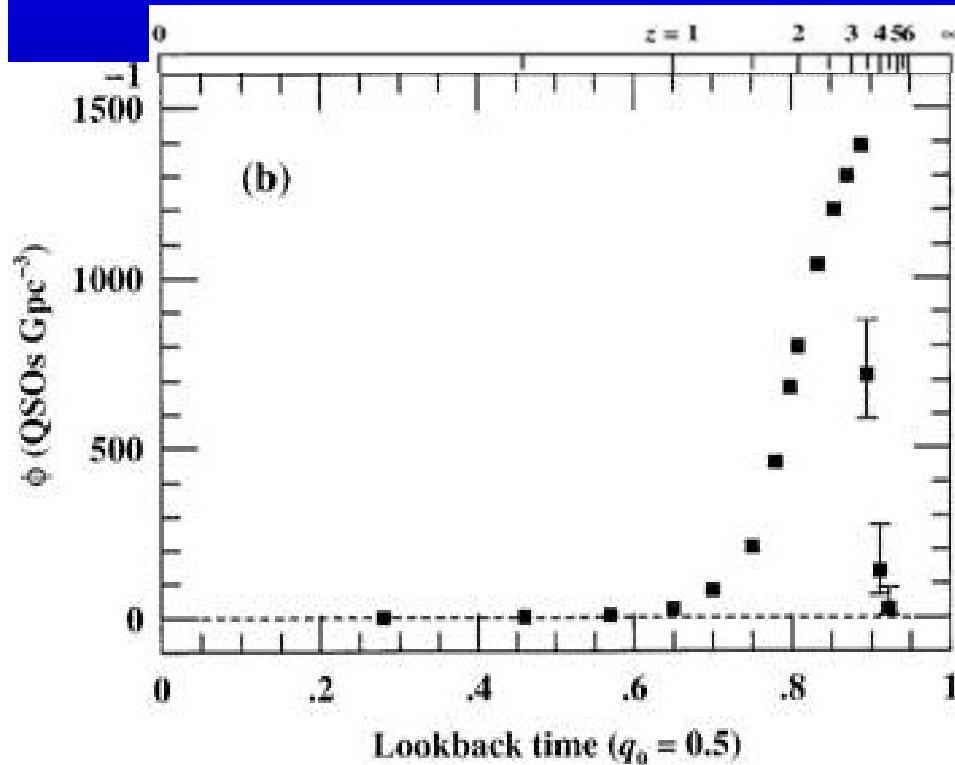 0 z = 1 2 3 4 5 6 ∞
−1
1500
(b)
1000
500
0
ϕ (QSOs Gpc⁻³)
0 .2 .4 .6 .8 1
Lookback time (q₀ = 0.5)